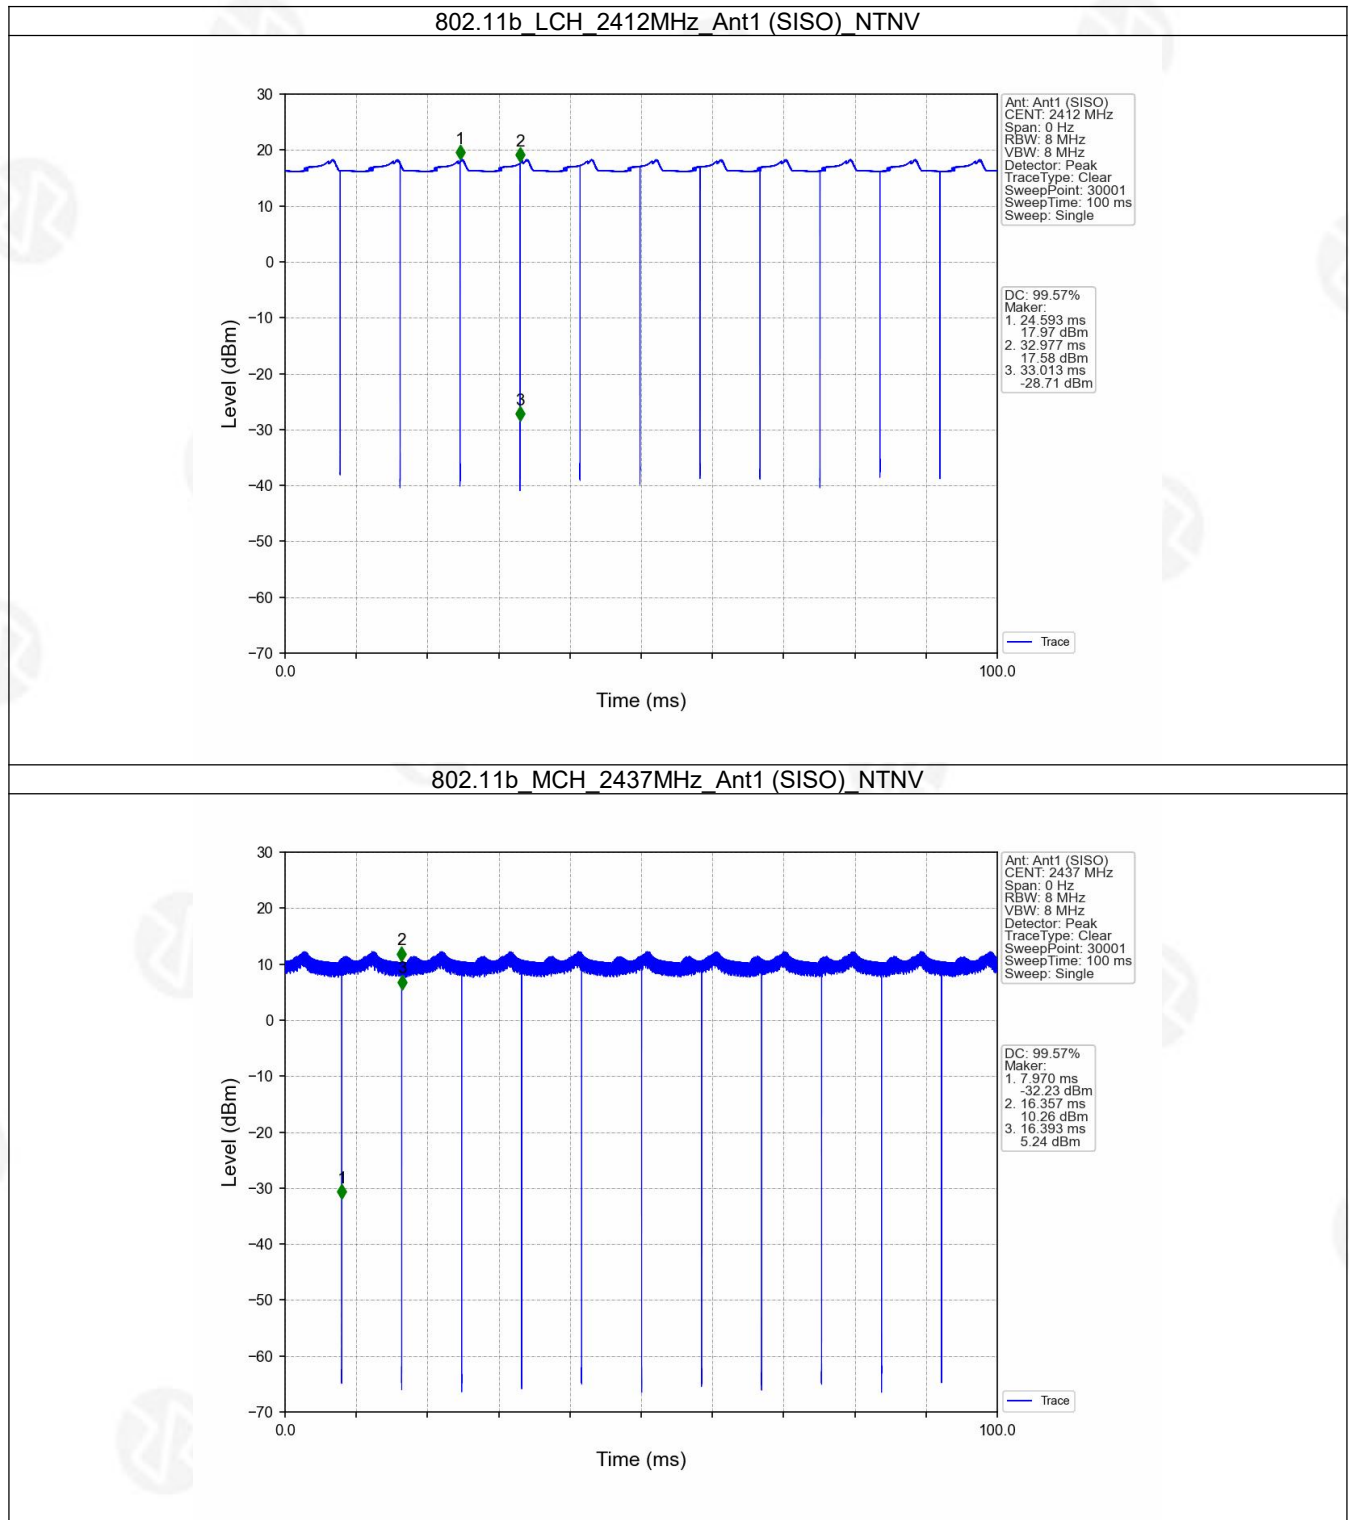 802.11b_LCH_2412MHz_Ant1 (SISO)_NTNV
30
20
10
0
−10
−20
−30
−40
−50
−60
−70
Level (dBm)
1
2
3
0.0
100.0
Time (ms)
Ant: Ant1 (SISO)
CENT: 2412 MHz
Span: 0 Hz
RBW: 8 MHz
VBW: 8 MHz
Detector: Peak
TraceType: Clear
SweepPoint: 30001
SweepTime: 100 ms
Sweep: Single
DC: 99.57%
Maker:
1. 24.593 ms
17.97 dBm
2. 32.977 ms
17.58 dBm
3. 33.013 ms
-28.71 dBm
Trace
802.11b_MCH_2437MHz_Ant1 (SISO)_NTNV
30
20
10
0
−10
−20
−30
−40
−50
−60
−70
Level (dBm)
1
2
3
0.0
100.0
Time (ms)
Ant: Ant1 (SISO)
CENT: 2437 MHz
Span: 0 Hz
RBW: 8 MHz
VBW: 8 MHz
Detector: Peak
TraceType: Clear
SweepPoint: 30001
SweepTime: 100 ms
Sweep: Single
DC: 99.57%
Maker:
1. 7.970 ms
-32.23 dBm
2. 16.357 ms
10.26 dBm
3. 16.393 ms
5.24 dBm
Trace